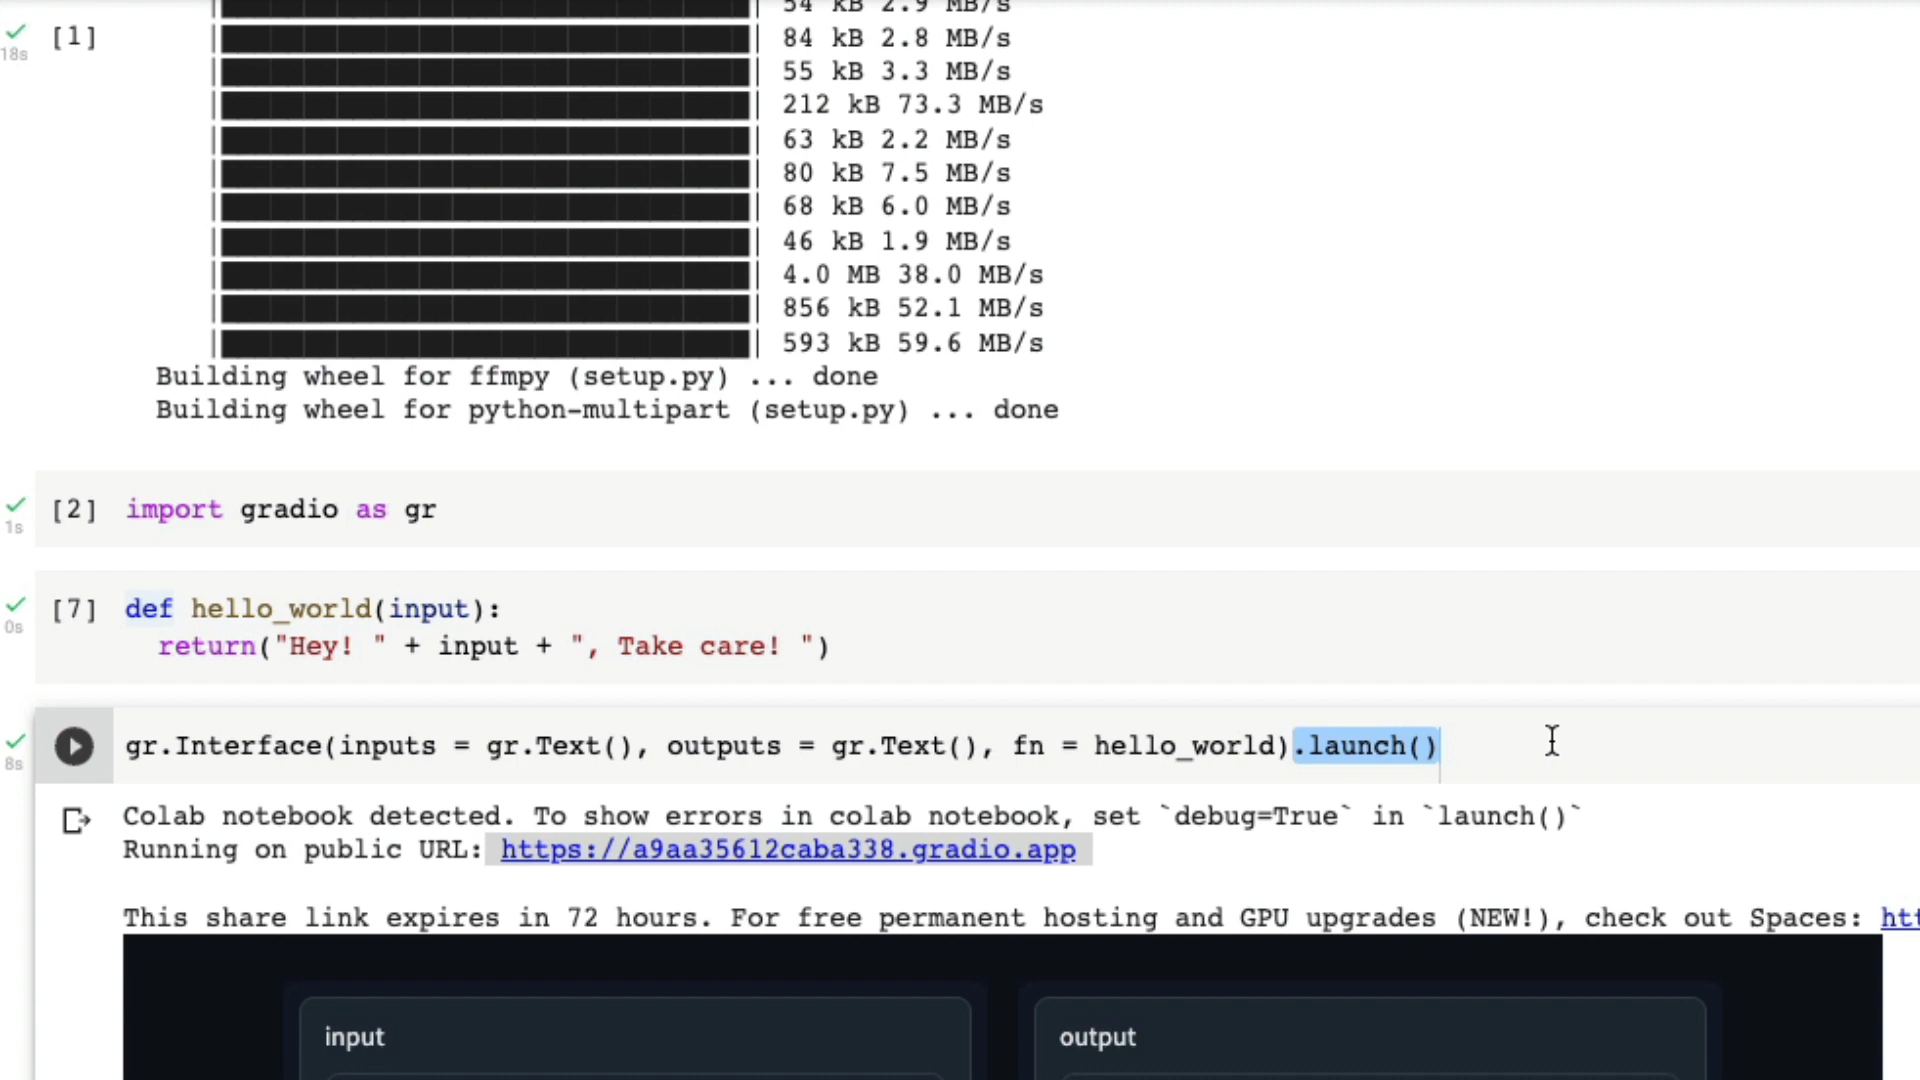 54 kB 2.9 MB/s
[1]
18s
84 kB 2.8 MB/s
55 kB 3.3 MB/s
212 kB 73.3 MB/s
63 kB 2.2 MB/s
80 kB 7.5 MB/s
68 kB 6.0 MB/s
46 kB 1.9 MB/s
4.0 MB 38.0 MB/s
856 kB 52.1 MB/s
593 kB 59.6 MB/s
Building wheel for ffmpy (setup.py) ... done
Building wheel for python-multipart (setup.py) ... done
[2] import gradio as gr
1s
[7] def hello_world(input):
0s
return("Hey! " + input + ", Take care! ")
gr.Interface(inputs = gr.Text(), outputs = gr.Text(), fn = hello_world).launch()
8s
Colab notebook detected. To show errors in colab notebook, set `debug=True` in `launch()`
Running on public URL: https://a9aa35612caba338.gradio.app
This share link expires in 72 hours. For free permanent hosting and GPU upgrades (NEW!), check out Spaces: htt
input
output